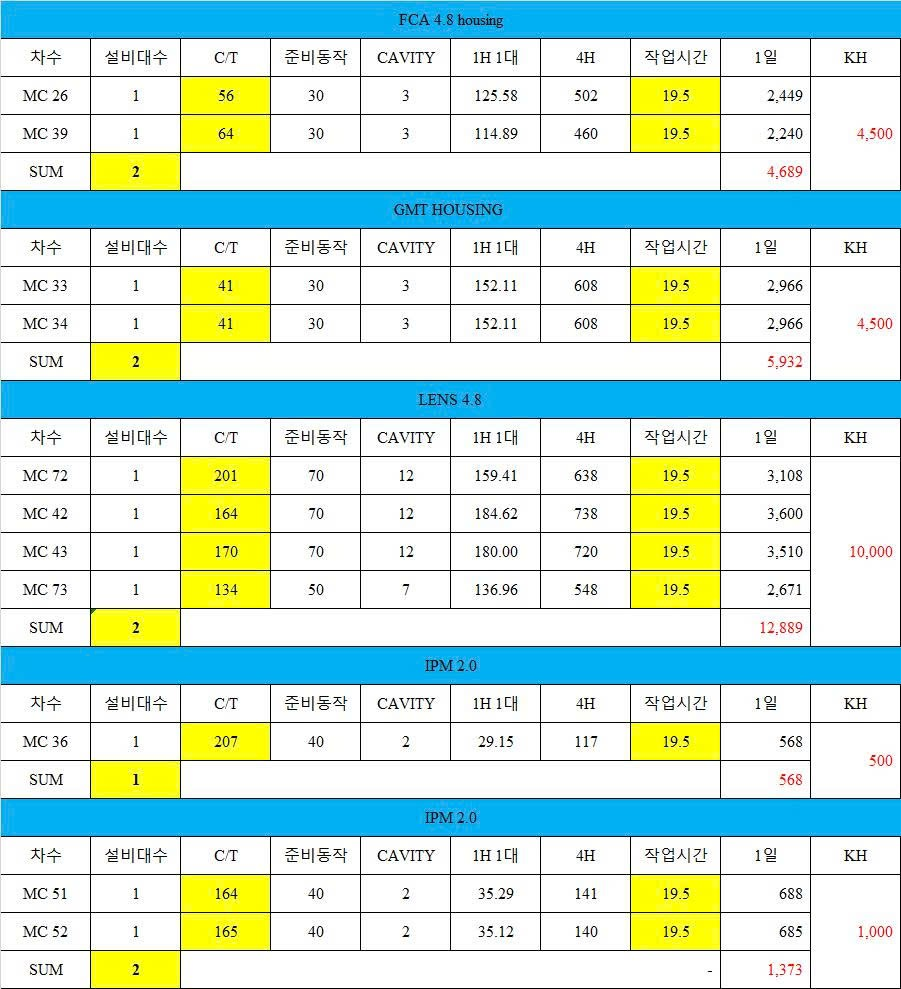 FCA 4.8 housing
차수 설비대수 C/T 준비동작 CAVITY 1H 1대 4H 작업시간 1일 KH
MC 26 1 56 30 3 125.58 502 19.5 2,449
MC 39 1 64 30 3 114.89 460 19.5 2,240 4,500
SUM 2 4,689
GMT HOUSING
차수 설비대수 C/T 준비동작 CAVITY 1H 1대 4H 작업시간 1일 KH
MC 33 1 41 30 3 152.11 608 19.5 2,966
MC 34 1 41 30 3 152.11 608 19.5 2,966 4,500
SUM 2 5,932
LENS 4.8
차수 설비대수 C/T 준비동작 CAVITY 1H 1대 4H 작업시간 1일 KH
MC 72 1 201 70 12 159.41 638 19.5 3,108
MC 42 1 164 70 12 184.62 738 19.5 3,600
MC 43 1 170 70 12 180.00 720 19.5 3,510 10,000
MC 73 1 134 50 7 136.96 548 19.5 2,671
SUM 2 12,889
IPM 2.0
차수 설비대수 C/T 준비동작 CAVITY 1H 1대 4H 작업시간 1일 KH
MC 36 1 207 40 2 29.15 117 19.5 568 500
SUM 1 568
IPM 2.0
차수 설비대수 C/T 준비동작 CAVITY 1H 1대 4H 작업시간 1일 KH
MC 51 1 164 40 2 35.29 141 19.5 688
MC 52 1 165 40 2 35.12 140 19.5 685 1,000
SUM 2 - 1,373